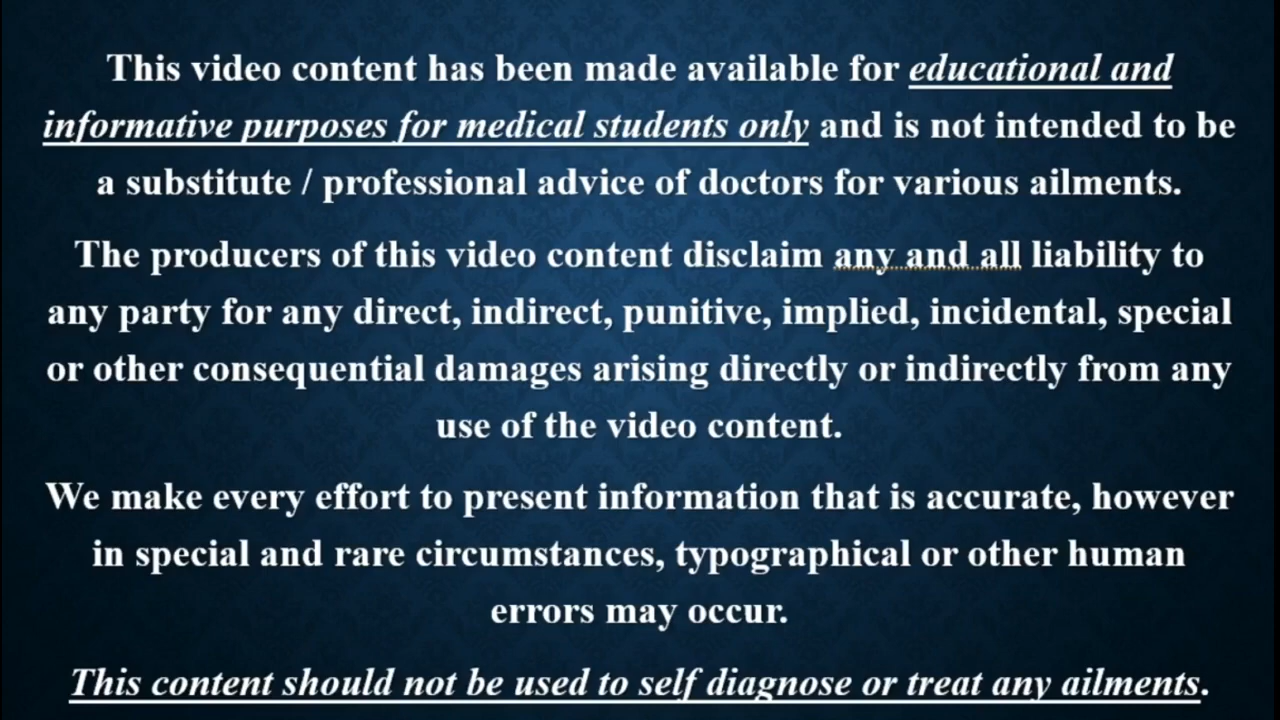 This video content has been made available for educational and
informative purposes for medical students only and is not intended to be
a substitute / professional advice of doctors for various ailments.
The producers of this video content disclaim any and all liability to
any party for any direct, indirect, punitive, implied, incidental, special
or other consequential damages arising directly or indirectly from any
use of the video content.
We make every effort to present information that is accurate, however
in special and rare circumstances, typographical or other human
errors may occur.
This content should not be used to self diagnose or treat any ailments.